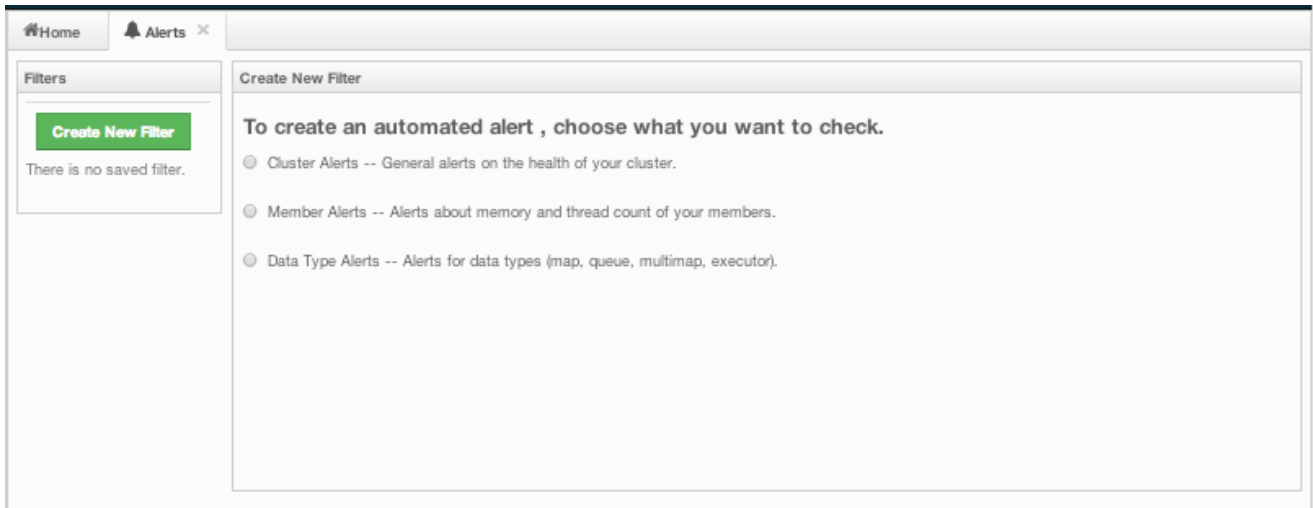 Home
Alerts
Filters
Create New Filter
There is no saved filter.
Create New Filter
To create an automated alert , choose what you want to check.
Cluster Alerts -- General alerts on the health of your cluster.
Member Alerts -- Alerts about memory and thread count of your members.
Data Type Alerts -- Alerts for data types (map, queue, multimap, executor).